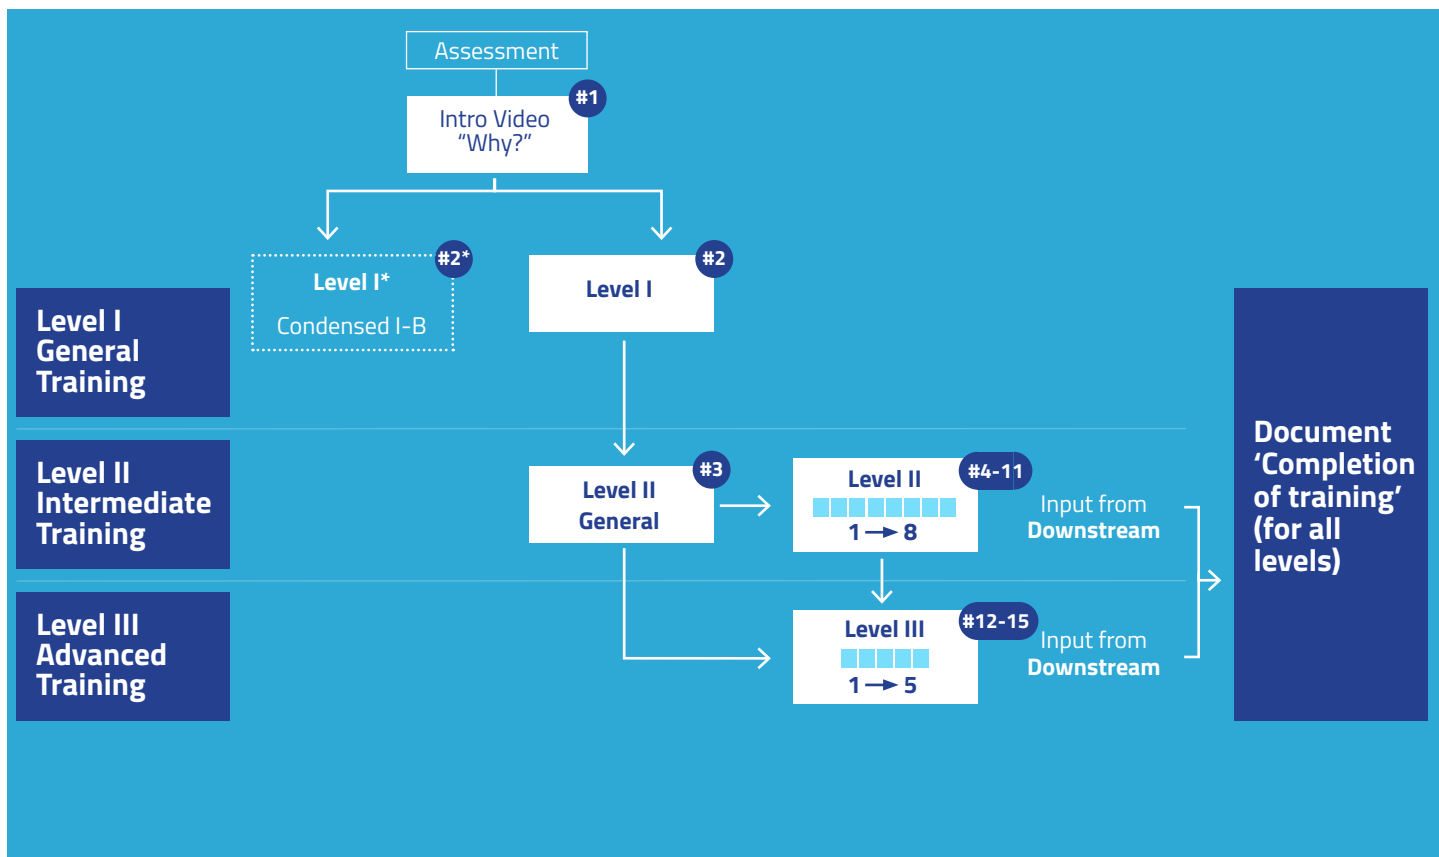 Assessment
#1
Intro Video
“Why?”
#2*
Level I*
Condensed I-B
#2
Level I
Level I
General
Training
Level II
Intermediate
Training
#3
Level II
General
#4-11
Level II
1 → 8
Input from
Downstream
Level III
Advanced
Training
#12-15
Level III
1 → 5
Input from
Downstream
Document
‘Completion
of training’
(for all
levels)